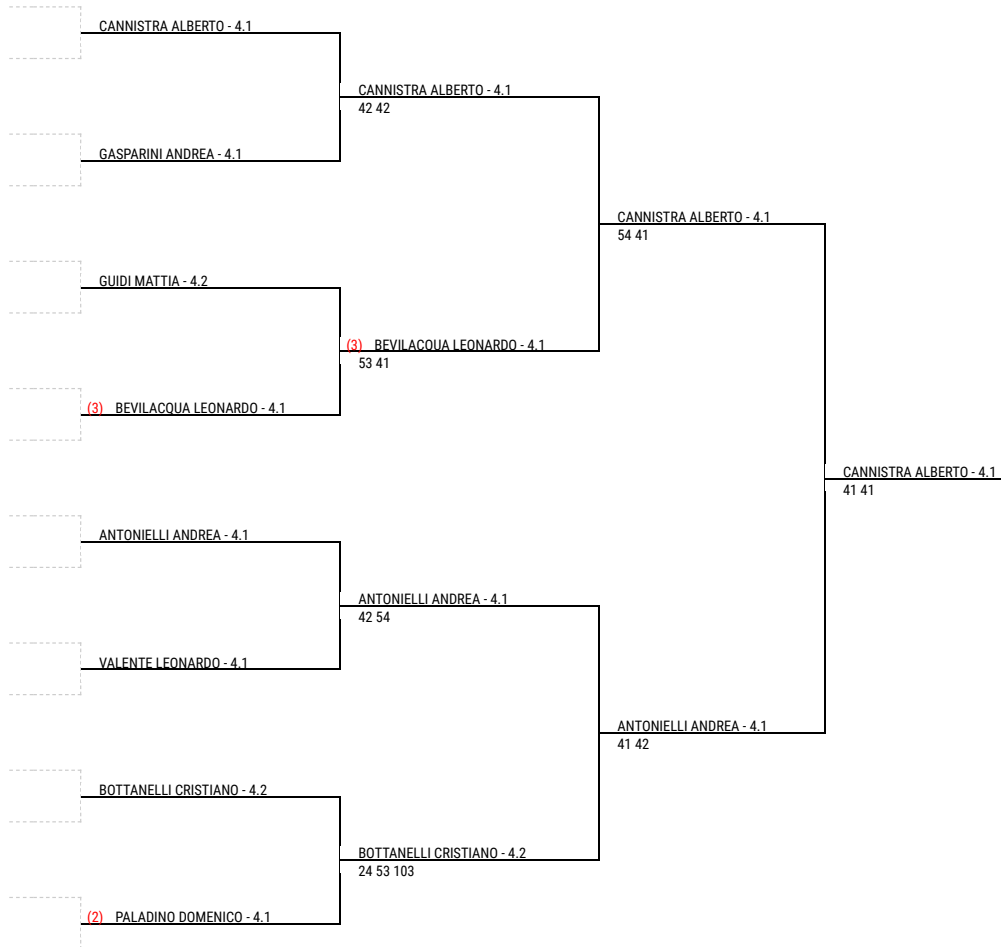 CANNISTRA ALBERTO - 4.1
GASPARINI ANDREA - 4.1
GUIDI MATTIA - 4.2
(3) BEVILACQUA LEONARDO - 4.1
ANTONIELLI ANDREA - 4.1
VALENTE LEONARDO - 4.1
BOTTANELLI CRISTIANO - 4.2
(2) PALADINO DOMENICO - 4.1
CANNISTRA ALBERTO - 4.1
42 42
(3) BEVILACQUA LEONARDO - 4.1
53 41
ANTONIELLI ANDREA - 4.1
42 54
BOTTANELLI CRISTIANO - 4.2
24 53 103
CANNISTRA ALBERTO - 4.1
54 41
ANTONIELLI ANDREA - 4.1
41 42
CANNISTRA ALBERTO - 4.1
41 41